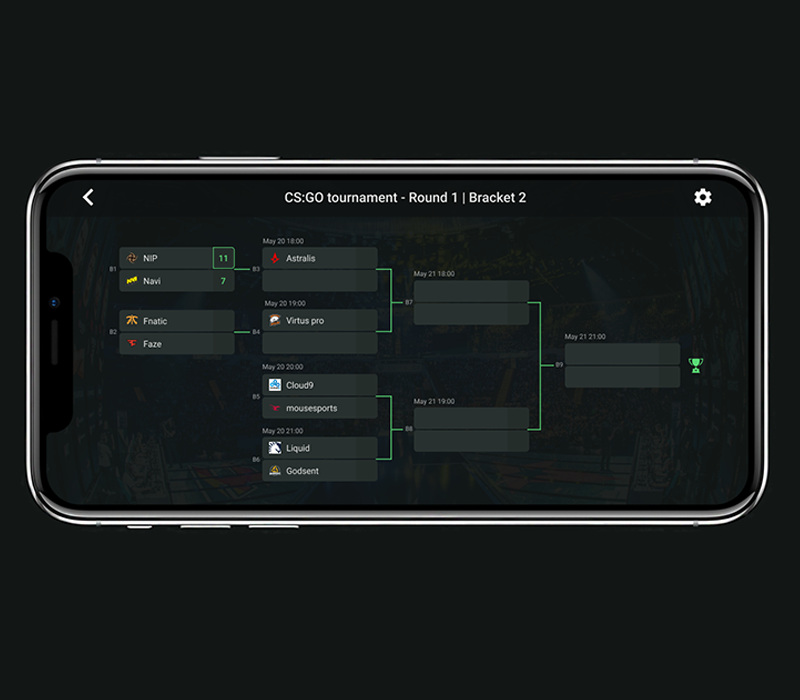 CS:GO tournament - Round 1 | Bracket 2
B1
NIP 11
Navi 7
B2
Fnatic
Faze
May 20 18:00
B3
Astralis
May 20 19:00
B4
Virtus pro
May 20 20:00
B5
Cloud9
mousesports
May 20 21:00
B6
Liquid
Godsent
May 21 18:00
B7
May 21 19:00
B8
May 21 21:00
B9